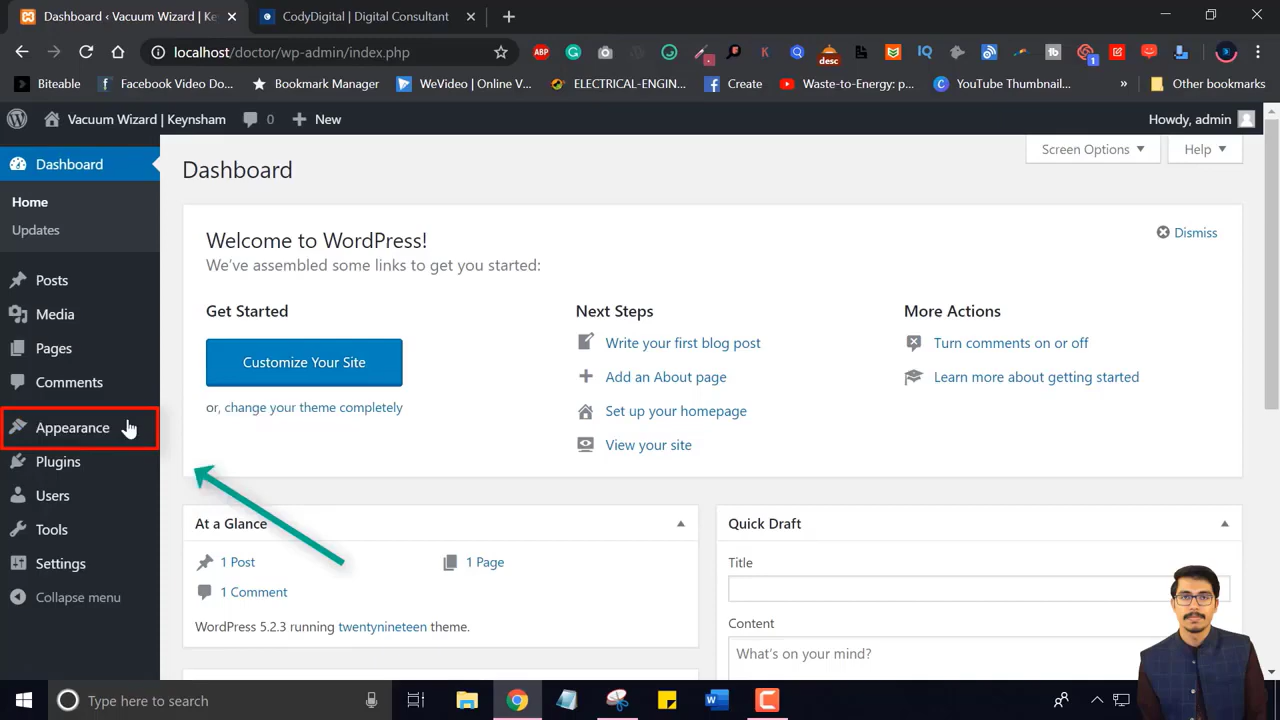 Dashboard ‹ Vacuum Wizard | Key
CodyDigital | Digital Consultant
localhost/doctor/wp-admin/index.php
ABP
desc
IQ
tb
1
Biteable
Facebook Video Do...
Bookmark Manager
WeVideo | Online V...
ELECTRICAL-ENGIN...
Create
Waste-to-Energy: p...
YouTube Thumbnail...
»
Other bookmarks
Vacuum Wizard | Keynsham
0
New
Howdy, admin
Dashboard
Home
Updates
Posts
Media
Pages
Comments
Appearance
Plugins
Users
Tools
Settings
Collapse menu
Screen Options
Help
Dashboard
Welcome to WordPress!
We've assembled some links to get you started:
Dismiss
Get Started
Customize Your Site
or, change your theme completely
Next Steps
Write your first blog post
Add an About page
Set up your homepage
View your site
More Actions
Turn comments on or off
Learn more about getting started
At a Glance
1 Post
1 Page
1 Comment
WordPress 5.2.3 running twentynineteen theme.
Quick Draft
Title
Content
What's on your mind?
Type here to search